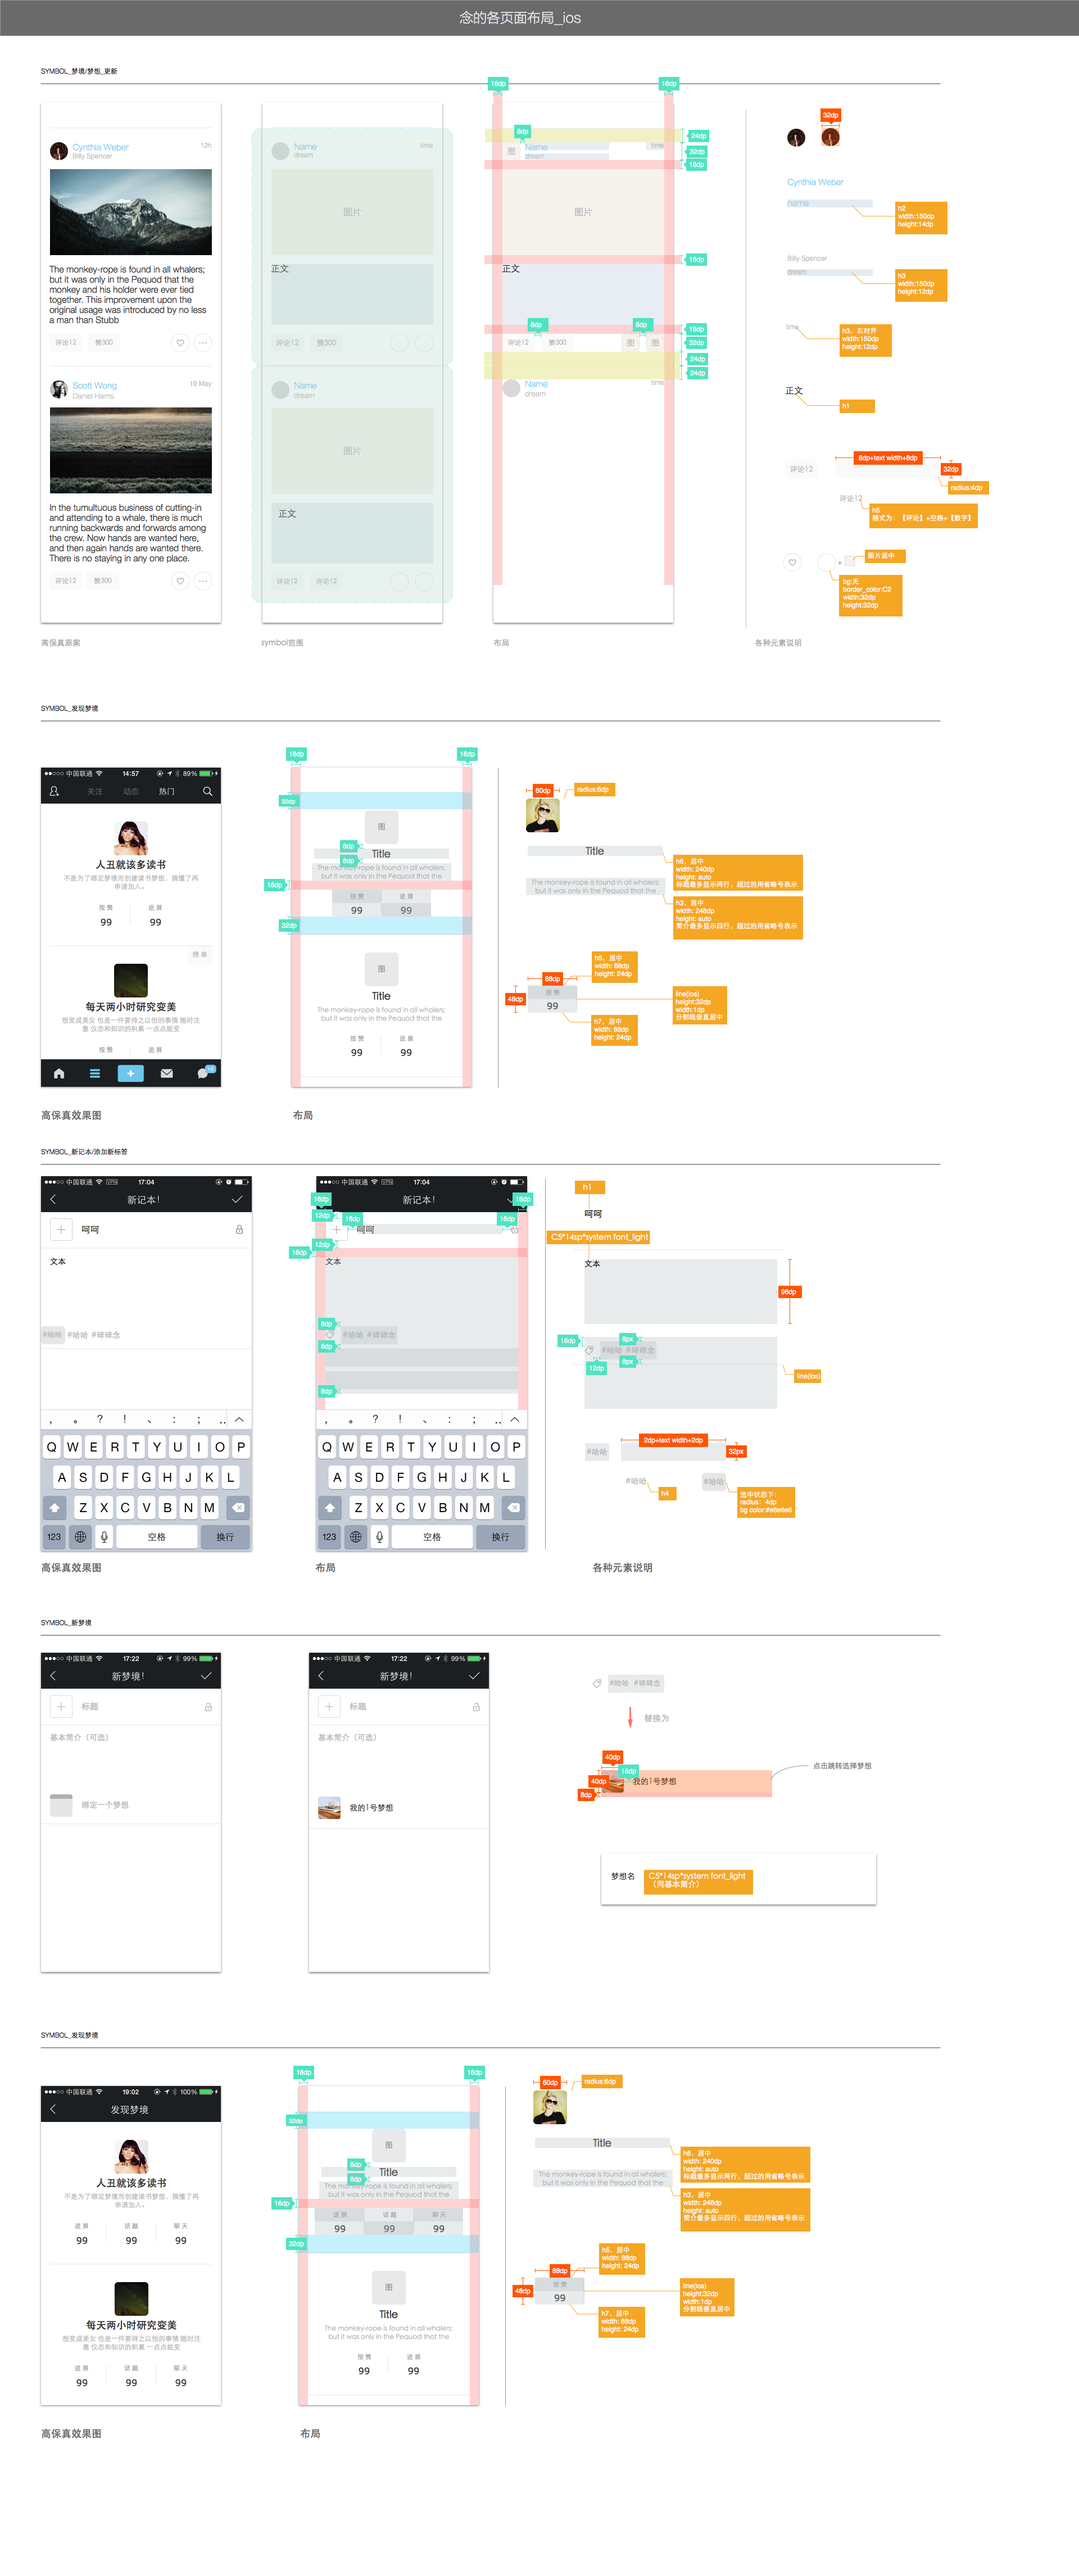 念的各页面布局_ios
SYMBOL_梦境/梦想_更新
Cynthia Weber
Billy Spencer
12h
The monkey-rope is found in all whalers;
but it was only in the Pequod that the
monkey and his holder were ever tied
together. This improvement upon the
original usage was introduced by no less
a man than Stubb
评论12
赞300
Scott Wong
Daniel Harris
19 May
In the tumultuous business of cutting-in
and attending to a whale, there is much
running backwards and forwards among
the crew. Now hands are wanted here,
and then again hands are wanted there.
There is no staying in any one place.
评论12
赞300
高保真原案
Name
dream
time
图片
正文
评论12
赞300
Name
dream
图片
正文
评论12
评论12
symbol范围
16dp
16dp
8dp
图
Name
dream
time
24dp
32dp
16dp
图片
16dp
正文
8dp
8dp
16dp
评论12
赞300
图
图
32dp
24dp
24dp
Name
dream
time
布局
32dp
Cynthia Weber
name
h2
width:150dp
height:14dp
Billy Spencer
dream
h3
width:150dp
height:12dp
time
h3，右对齐
width:150dp
height:12dp
正文
h1
8dp+text width+8dp
评论12
32dp
radius:4dp
评论12
h5
格式为：【评论】+空格+【数字】
+
图片居中
bg:无
border_color:C2
width:32dp
height:32dp
各种元素说明
SYMBOL_发现梦境
中国联通
14:57
89%
关注
动态
热门
人丑就该多读书
不是为了绑定梦境而创建读书梦想，搞懂了再
申请加入。
按赞
进展
99
99
榜单
每天两小时研究变美
想变成美女 也是一件要持之以恒的事情 随时注
意 仪态和知识的积累 一点点蜕变
按赞
进展
高保真效果图
16dp
16dp
32dp
图
8dp
Title
8dp
The monkey-rope is found in all whalers;
but it was only in the Pequod that the
16dp
按赞
进展
99
99
32dp
图
Title
The monkey-rope is found in all whalers;
but it was only in the Pequod that the
按赞
进展
99
99
布局
60dp
radius:6dp
Title
h6，居中
width: 240dp
height: auto
标题最多显示两行，超过的用省略号表示
The monkey-rope is found in all whalers;
but it was only in the Pequod that the
h3，居中
width: 248dp
height: auto
简介最多显示四行，超过的用省略号表示
88dp
h5，居中
width: 88dp
height: 24dp
48dp
按赞
99
line(ios)
height:32dp
width:1dp
分割线垂直居中
h7，居中
width: 88dp
height: 24dp
SYMBOL_新记本/添加新标签
中国联通
VPN
17:04
新记本!
呵呵
文本
#哈哈
#哈哈
#碎碎念
, 。 ? ! 、 : ; ..
Q W E R T Y U I O P
A S D F G H J K L
Z X C V B N M
123
空格
换行
高保真效果图
中国联通
VPN
17:04
新记本!
16dp
16dp
12dp
16dp
16dp
呵呵
12dp
16dp
文本
8dp
#哈哈
#碎碎念
8dp
8dp
, 。 ? ! 、 : ; ..
Q W E R T Y U I O P
A S D F G H J K L
Z X C V B N M
123
空格
换行
布局
h1
呵呵
C5*14sp*system font_light
文本
96dp
16dp
8px
#哈哈
#碎碎念
12dp
8px
line(ios)
2dp+text width+2dp
#哈哈
32px
#哈哈
h4
#哈哈
选中状态下：
radius：4dp
bg color:#e6e6e6
各种元素说明
SYMBOL_新梦境
中国联通
17:22
99%
新梦境!
标题
基本简介（可选）
绑定一个梦想
中国联通
17:22
99%
新梦境!
标题
基本简介（可选）
我的1号梦想
#哈哈
#碎碎念
替换为
40dp
16dp
40dp
我的1号梦想
8dp
点击跳转选择梦想
梦想名
C5*14sp*system font_light
（同基本简介）
SYMBOL_发现梦境
中国联通
19:02
100%
发现梦境
人丑就该多读书
不是为了绑定梦境而创建读书梦想，搞懂了再
申请加入。
进展
话题
聊天
99
99
99
每天两小时研究变美
想变成美女 也是一件要持之以恒的事情 随时注
意 仪态和知识的积累 一点点蜕变
进展
话题
聊天
99
99
99
高保真效果图
16dp
16dp
32dp
图
8dp
Title
8dp
The monkey-rope is found in all whalers;
but it was only in the Pequod that the
16dp
进展
话题
聊天
99
99
99
32dp
图
Title
The monkey-rope is found in all whalers;
but it was only in the Pequod that the
按赞
进展
99
99
布局
60dp
radius:6dp
Title
h6，居中
width: 240dp
height: auto
标题最多显示两行，超过的用省略号表示
The monkey-rope is found in all whalers;
but it was only in the Pequod that the
h3，居中
width: 248dp
height: auto
简介最多显示四行，超过的用省略号表示
88dp
h5，居中
width: 88dp
height: 24dp
48dp
按赞
99
line(ios)
height:32dp
width:1dp
分割线垂直居中
h7，居中
width: 88dp
height: 24dp